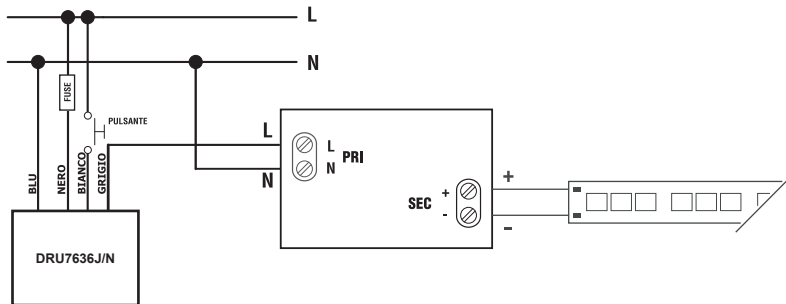 L
N
FUSE
PULSANTE
BLU
NERO
BIANCO
GRIGIO
L
N
L
N
PRI
SEC
+
-
+
-
DRU7636J/N